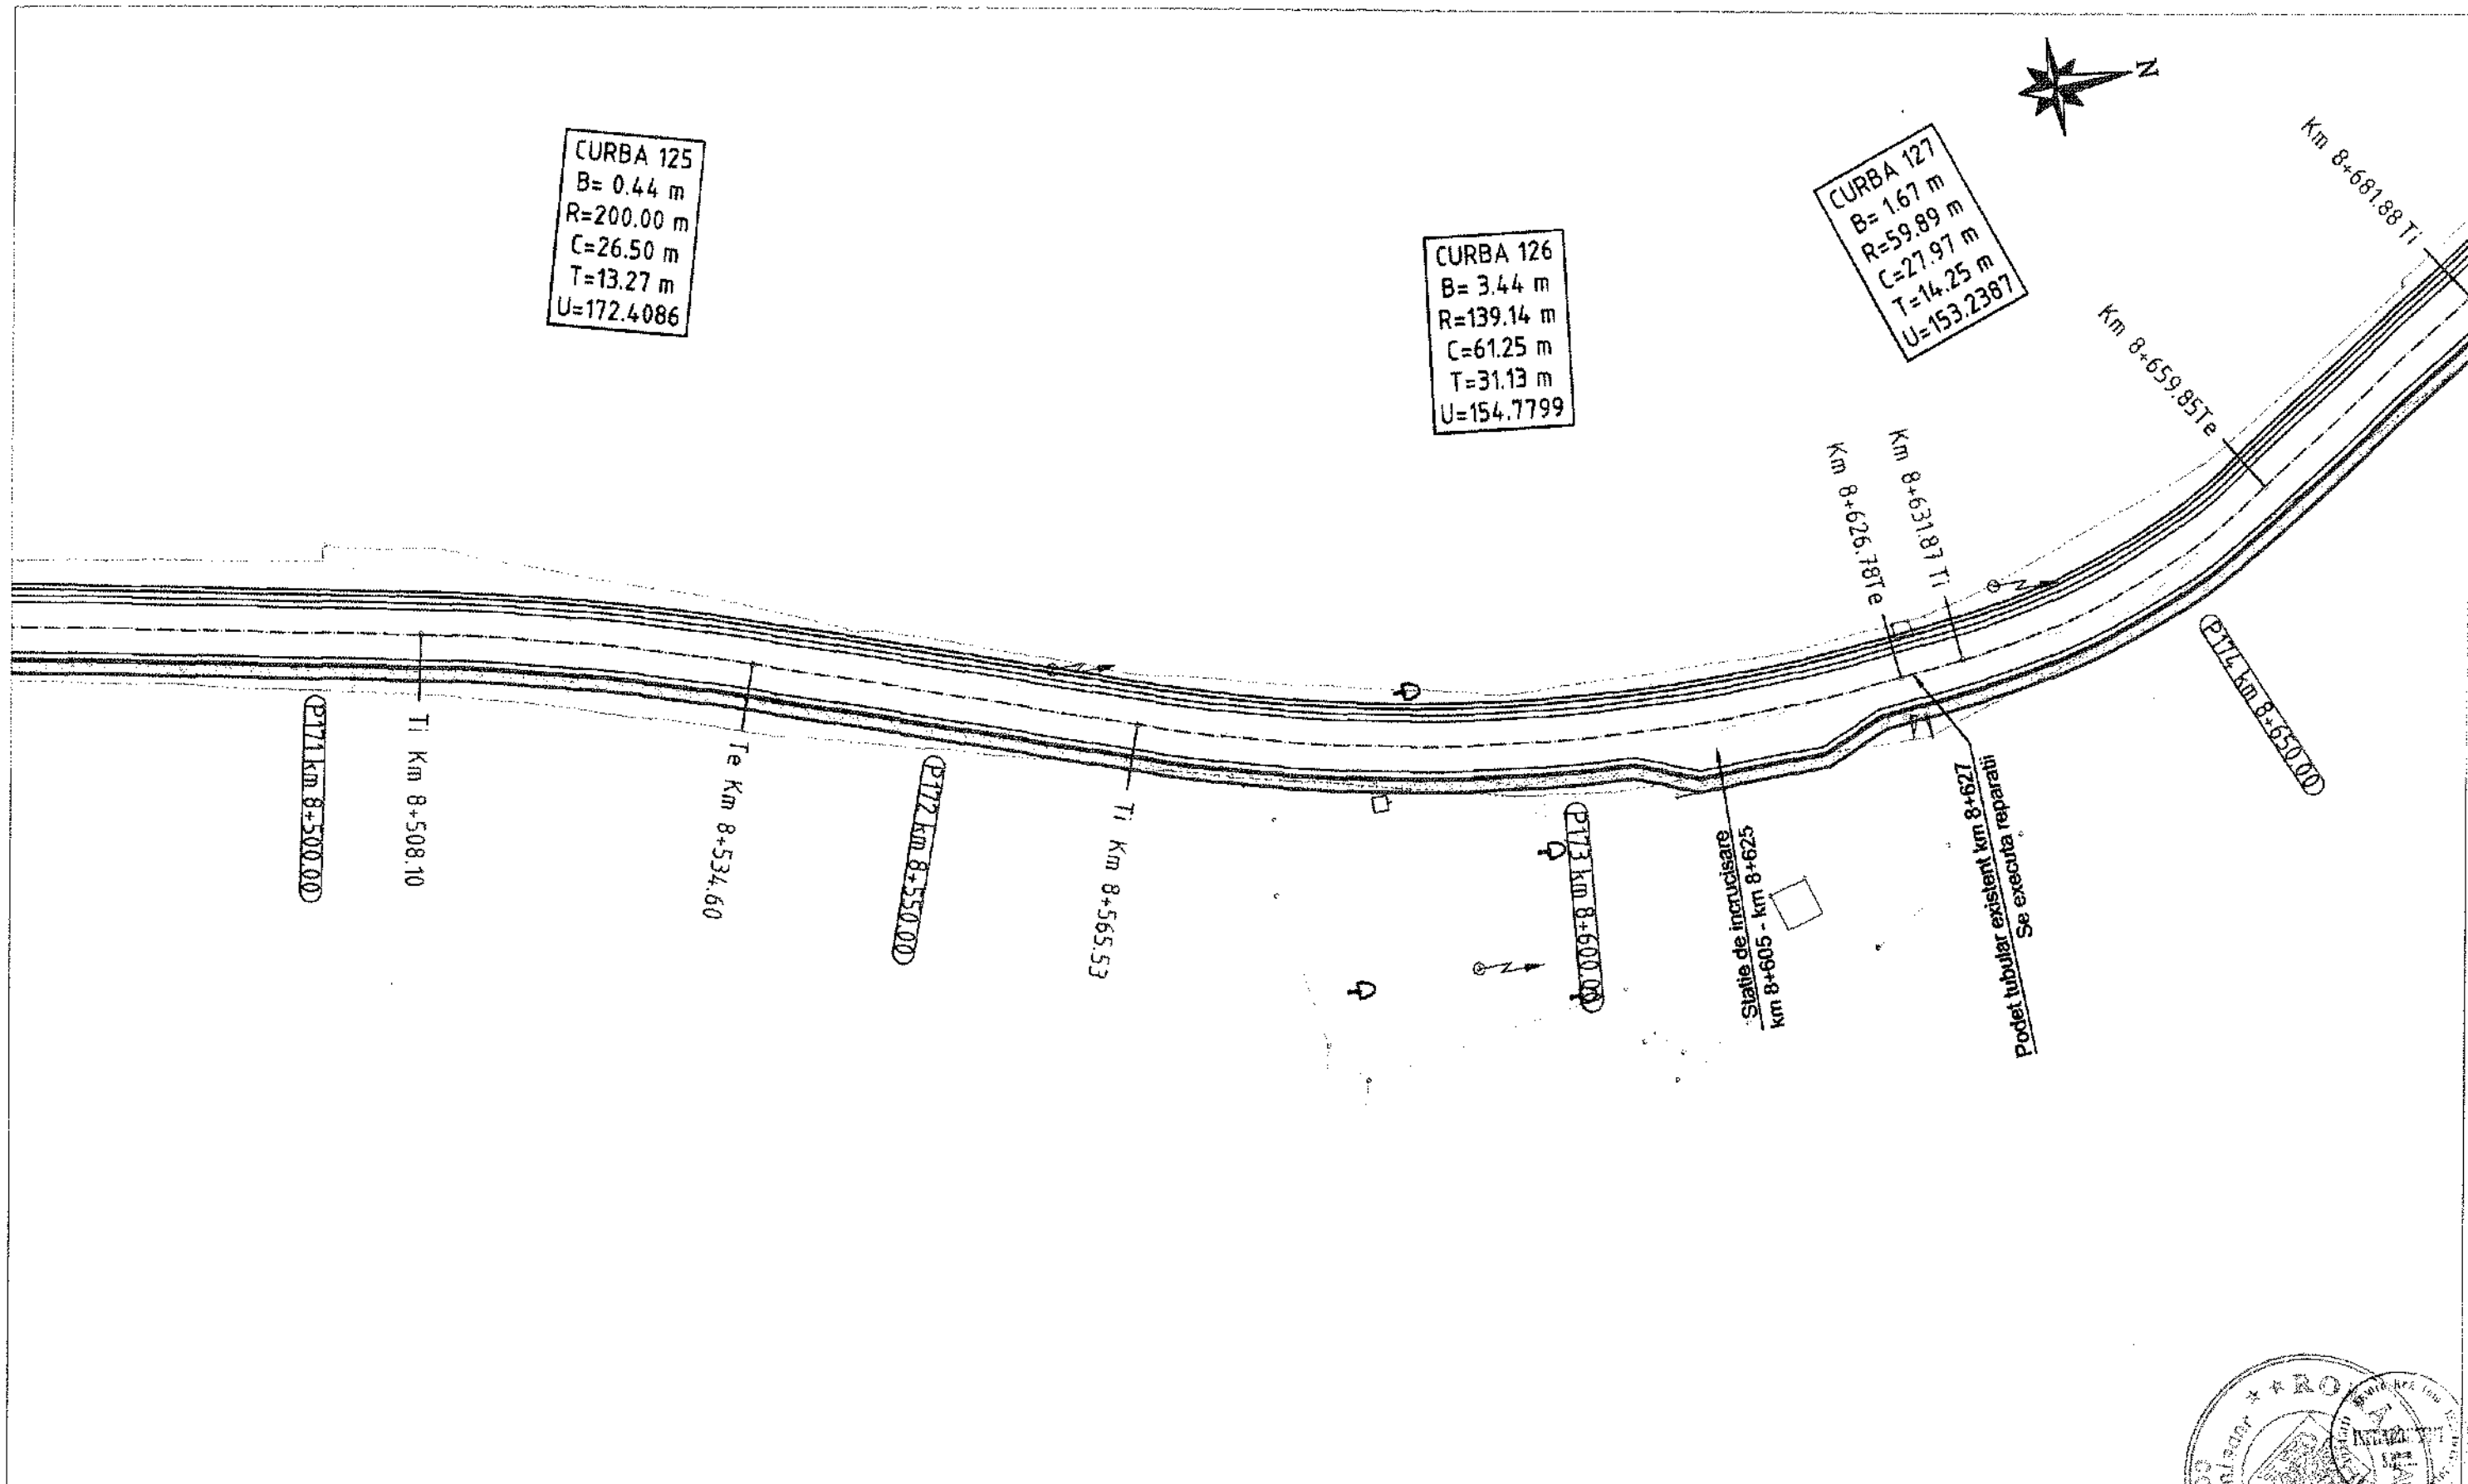 N
CURBA 125
B= 0.44 m
R=200.00 m
C=26.50 m
T=13.27 m
U=172.4086
CURBA 126
B= 3.44 m
R=139.14 m
C=61.25 m
T=31.13 m
U=154.7799
CURBA 127
B= 1.67 m
R=59.89 m
C=27.97 m
T=14.25 m
U=153.2387
Km 8+681.88 Ti
Km 8+659.85Te
Km 8+631.87 Ti
Km 8+626.78Te
P171 km 8+500.00
Ti Km 8+508.10
Te Km 8+534.60
P172 km 8+550.00
Ti Km 8+565.53
P173 km 8+600.00
Statie de incrucisare
km 8+605 - km 8+625
Podet tubular existent km 8+627
Se executa reparatii
P174 km 8+650.00